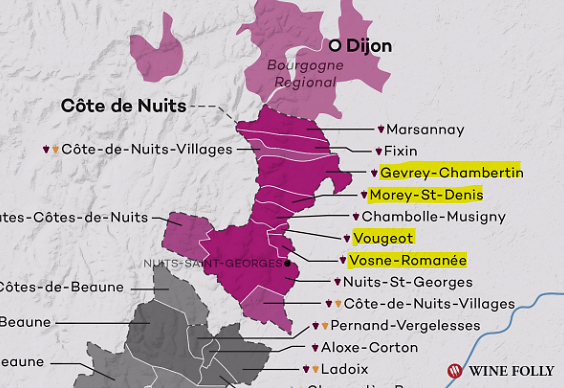 Dijon
Bourgogne
Regional
Côte de Nuits
Marsannay
Côte-de-Nuits-Villages
Fixin
Gevrey-Chambertin
Morey-St-Denis
Chambolle-Musigny
tes-Côtes-de-Nuits
Vougeot
Vosne-Romanée
NUITS-SAINT-GEORGES
Nuits-St-Georges
Côtes-de-Beaune
Côte-de-Nuits-Villages
Beaune
Pernand-Vergelesses
Aloxe-Corton
eaune
Ladoix
WINE FOLLY